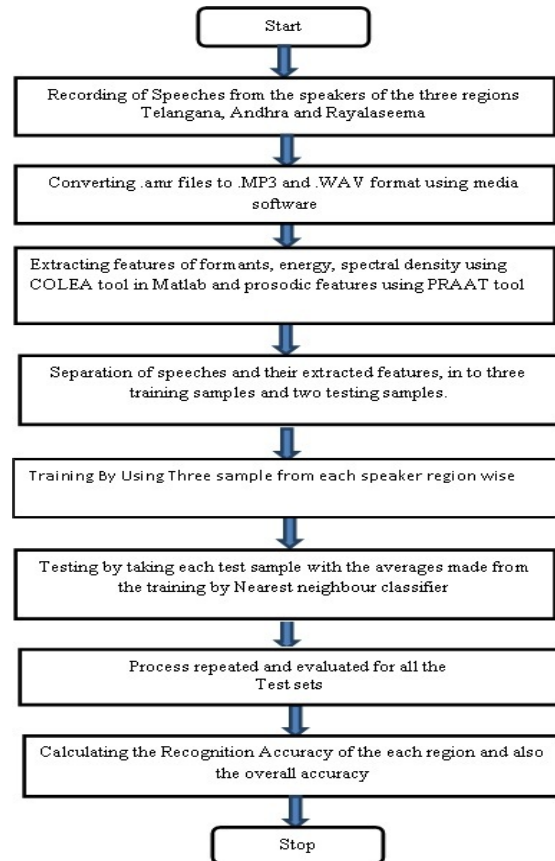 Start
Recording of Speeches from the speakers of the three regions
Telangana, Andhra and Rayalaseema
Converting .amr files to .MP3 and .WAV format using media
software
Extracting features of formants, energy, spectral density using
COLEA tool in Matlab and prosodic features using PRAAT tool
Separation of speeches and their extracted features, in to three
training samples and two testing samples.
Training By Using Three sample from each speaker region wise
Testing by taking each test sample with the averages made from
the training by Nearest neighbour classifier
Process repeated and evaluated for all the
Test sets
Calculating the Recognition Accuracy of the each region and also
the overall accuracy
Stop